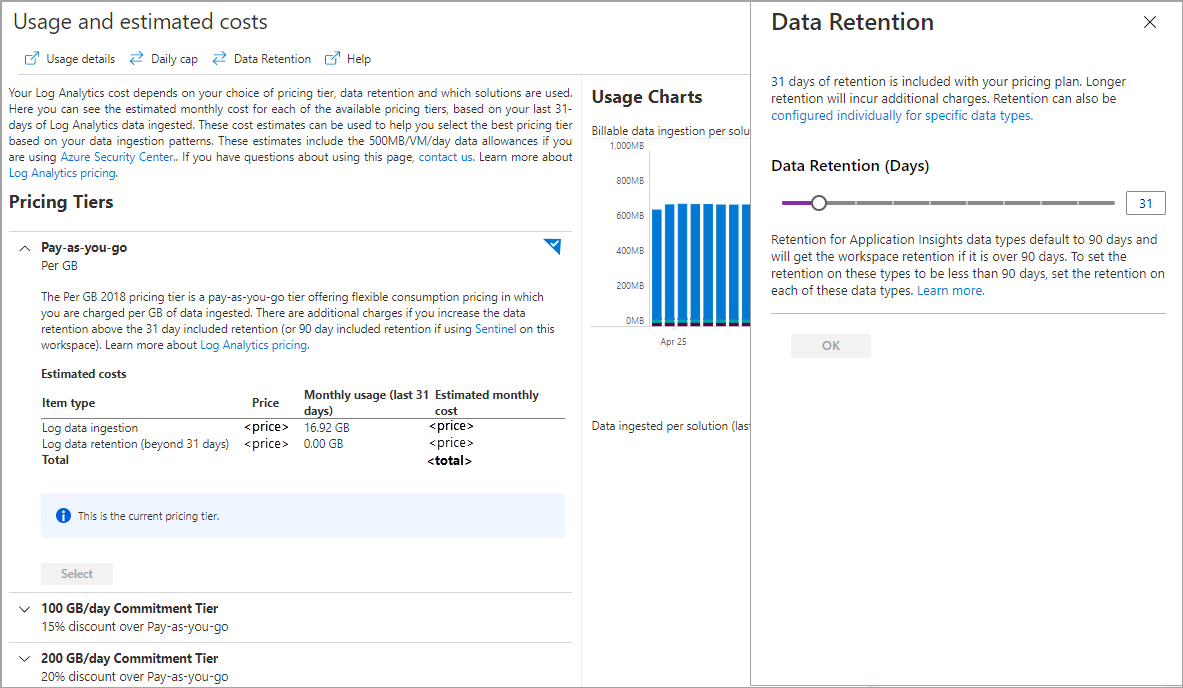 Usage and estimated costs
Usage details
Daily cap
Data Retention
Help
Your Log Analytics cost depends on your choice of pricing tier, data retention and which solutions are used.
Here you can see the estimated monthly cost for each of the available pricing tiers, based on your last 31-
days of Log Analytics data ingested. These cost estimates can be used to help you select the best pricing tier
based on your data ingestion patterns. These estimates include the 500MB/VM/day data allowances if you
are using Azure Security Center.. If you have questions about using this page, contact us. Learn more about
Log Analytics pricing.
Pricing Tiers
Pay-as-you-go
Per GB
The Per GB 2018 pricing tier is a pay-as-you-go tier offering flexible consumption pricing in which
you are charged per GB of data ingested. There are additional charges if you increase the data
retention above the 31 day included retention (or 90 day included retention if using Sentinel on this
workspace). Learn more about Log Analytics pricing.
Estimated costs
Item type Price Monthly usage (last 31 days) Estimated monthly cost
Log data ingestion <price> 16.92 GB <price>
Log data retention (beyond 31 days) <price> 0.00 GB <price>
Total <total>
This is the current pricing tier.
Select
100 GB/day Commitment Tier
15% discount over Pay-as-you-go
200 GB/day Commitment Tier
20% discount over Pay-as-you-go
Usage Charts
Billable data ingestion per solu
1,000MB
800MB
600MB
400MB
200MB
0MB
Apr 25
Data ingested per solution (las
Data Retention
31 days of retention is included with your pricing plan. Longer
retention will incur additional charges. Retention can also be
configured individually for specific data types.
Data Retention (Days)
31
Retention for Application Insights data types default to 90 days and
will get the workspace retention if it is over 90 days. To set the
retention on these types to be less than 90 days, set the retention on
each of these data types. Learn more.
OK